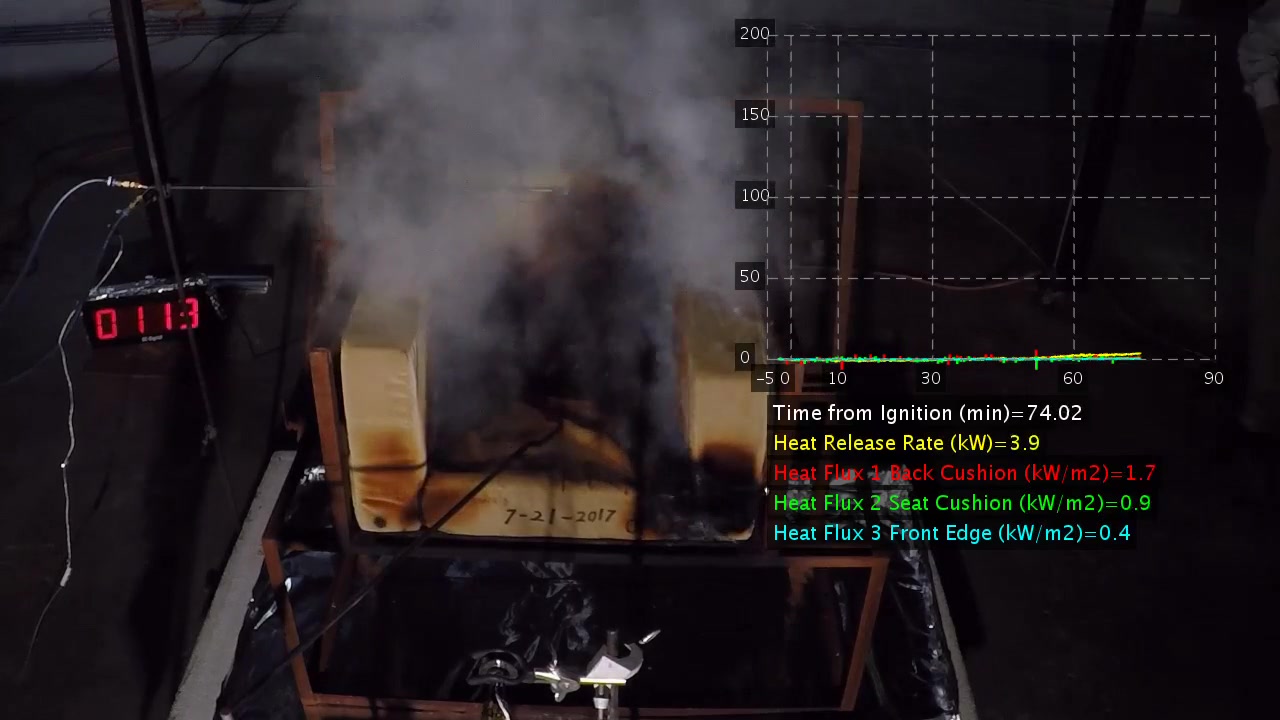 200
150
100
50
0
-5 0 10 30 60 90
011:3
Time from Ignition (min)=74.02
Heat Release Rate (kW)=3.9
Heat Flux 1 Back Cushion (kW/m2)=1.7
Heat Flux 2 Seat Cushion (kW/m2)=0.9
Heat Flux 3 Front Edge (kW/m2)=0.4
7-21-2017